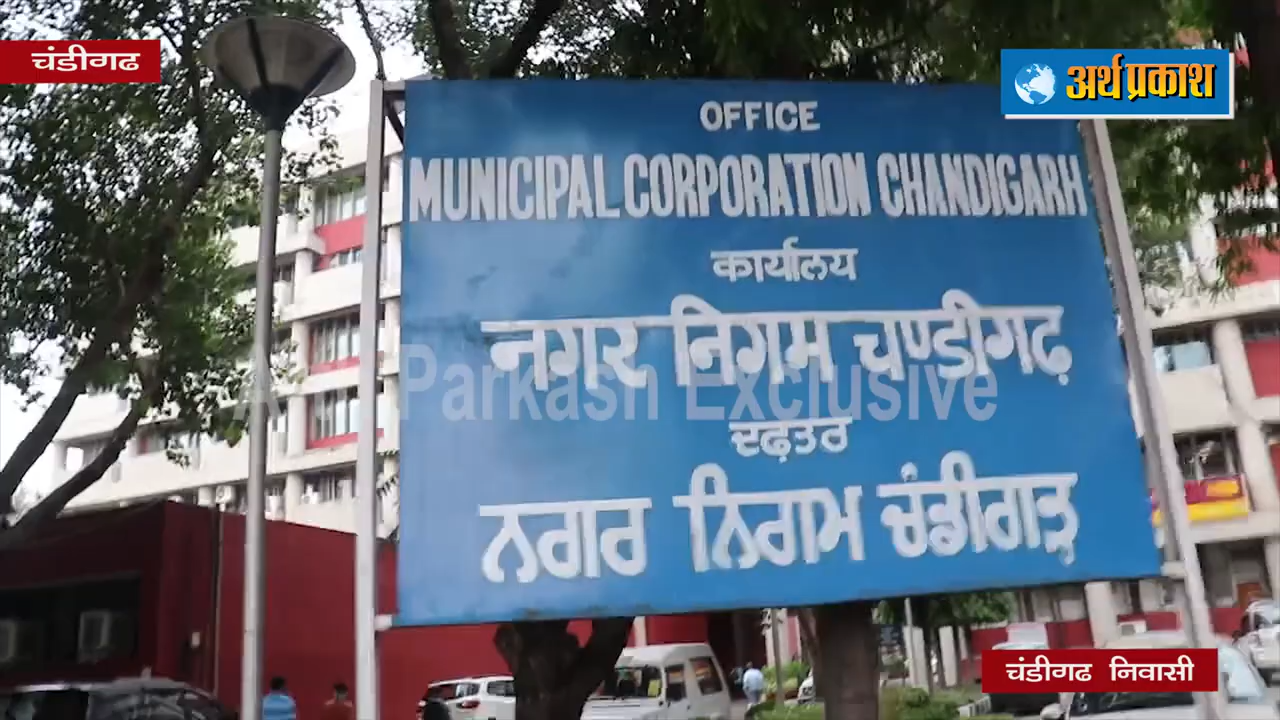 चंडीगढ
अर्थ प्रकाश
OFFICE
MUNICIPAL CORPORATION CHANDIGARH
कार्यालय
नगर निगम चण्डीगढ़
Arth Parkash Exclusive
ਦਫ਼ਤਰ
ਨਗਰ ਨਿਗਮ ਚੰਡੀਗੜ੍ਹ
चंडीगढ निवासी